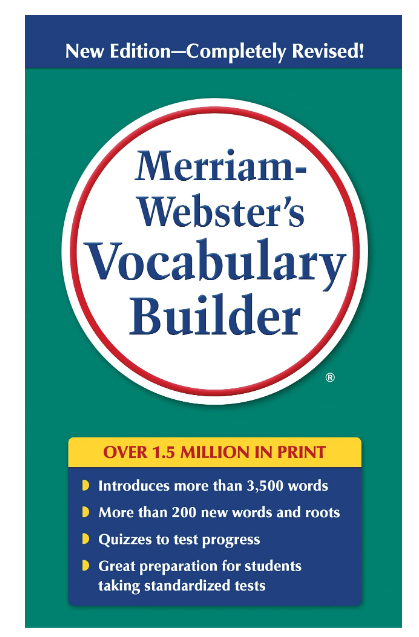 New Edition—Completely Revised!
Merriam-
Webster's
Vocabulary
Builder
®
OVER 1.5 MILLION IN PRINT
Introduces more than 3,500 words
More than 200 new words and roots
Quizzes to test progress
Great preparation for students
taking standardized tests